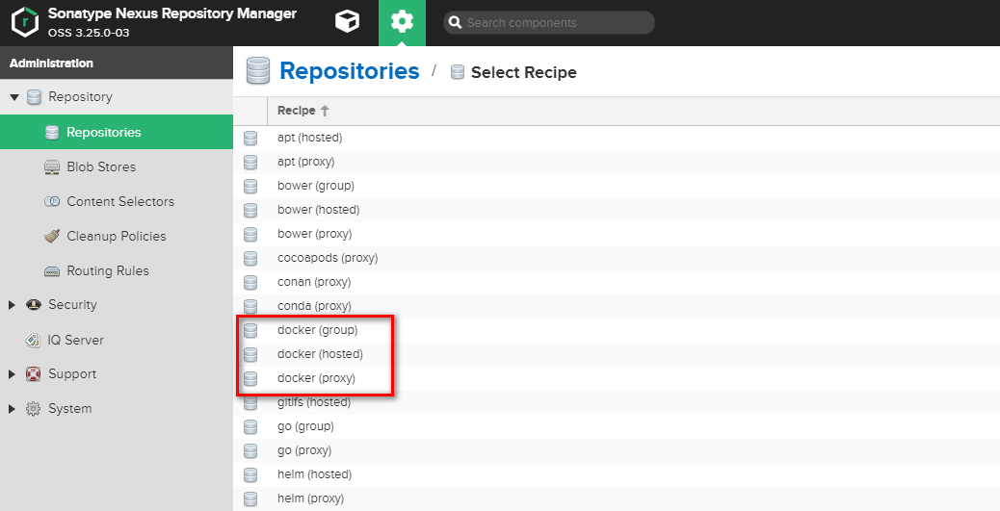 Sonatype Nexus Repository Manager
OSS 3.25.0-03
Search components
Administration
Repository
Repositories
Blob Stores
Content Selectors
Cleanup Policies
Routing Rules
Security
IQ Server
Support
System
Repositories / Select Recipe
Recipe
apt (hosted)
apt (proxy)
bower (group)
bower (hosted)
bower (proxy)
cocoapods (proxy)
conan (proxy)
conda (proxy)
docker (group)
docker (hosted)
docker (proxy)
gitlfs (hosted)
go (group)
go (proxy)
helm (hosted)
helm (proxy)